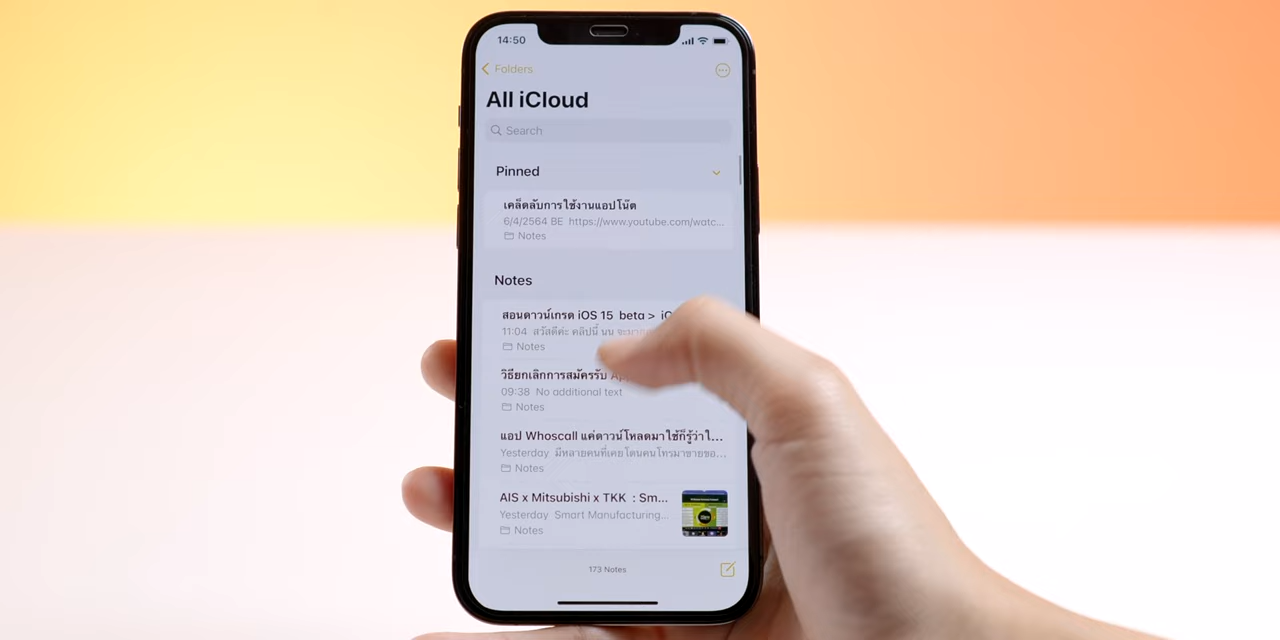 14:50
Folders
All iCloud
Search
Pinned
เคล็ดลับการใช้งานแอปโน๊ต
6/4/2564 BE https://www.youtube.com/watc...
Notes
Notes
สอนดาวน์เกรด iOS 15 beta > iO
11:04 สวัสดีค่ะ คลิปนี้ นน จะมา
Notes
วิธียกเลิกการสมัครรับ Ap
09:38 No additional text
Notes
แอป Whoscall แค่ดาวน์โหลดมาใช้ก็รู้ว่าใ...
Yesterday มีหลายคนที่เคยโดนคนโทรมาขายขอ...
Notes
AIS x Mitsubishi x TKK : Sm...
Yesterday Smart Manufacturing...
Notes
173 Notes